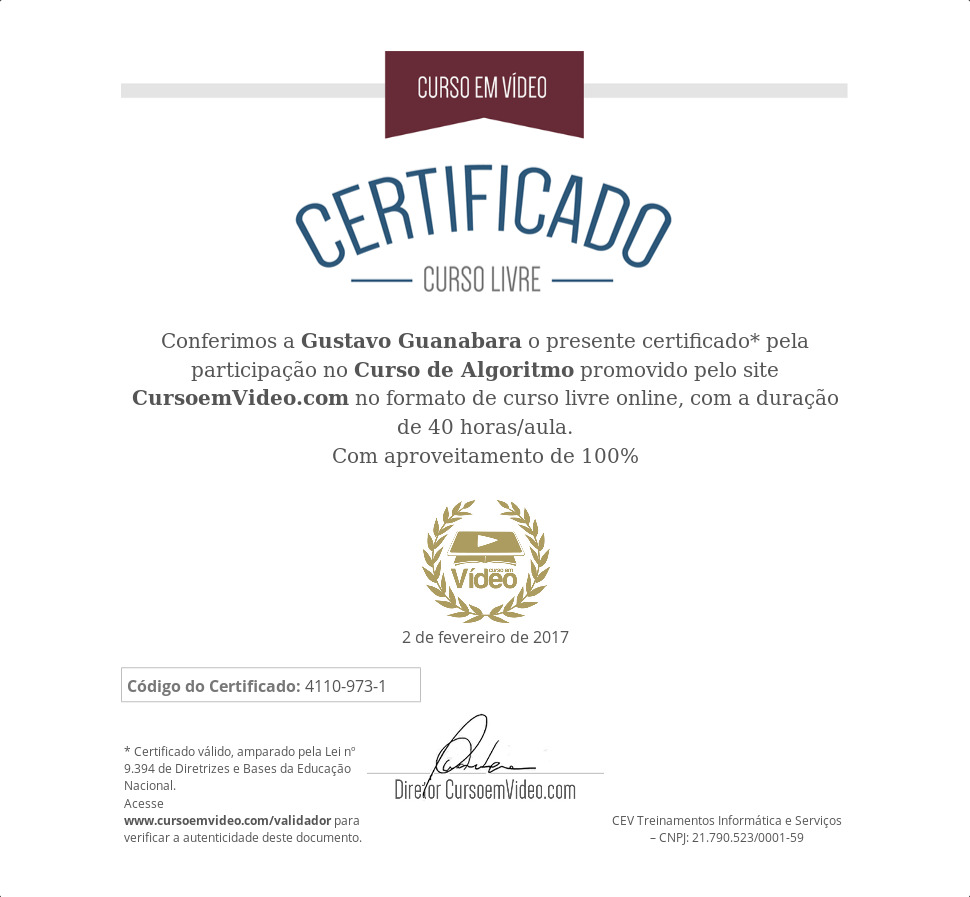 CURSO EM VÍDEO
CERTIFICADO
CURSO LIVRE
Conferimos a Gustavo Guanabara o presente certificado* pela
participação no Curso de Algoritmo promovido pelo site
CursoemVideo.com no formato de curso livre online, com a duração
de 40 horas/aula.
Com aproveitamento de 100%
curso em
Vídeo
2 de fevereiro de 2017
Código do Certificado: 4110-973-1
* Certificado válido, amparado pela Lei nº
9.394 de Diretrizes e Bases da Educação
Nacional.
Acesse
www.cursoemvideo.com/validador para
verificar a autenticidade deste documento.
Diretor CursoemVideo.com
CEV Treinamentos Informática e Serviços
– CNPJ: 21.790.523/0001-59